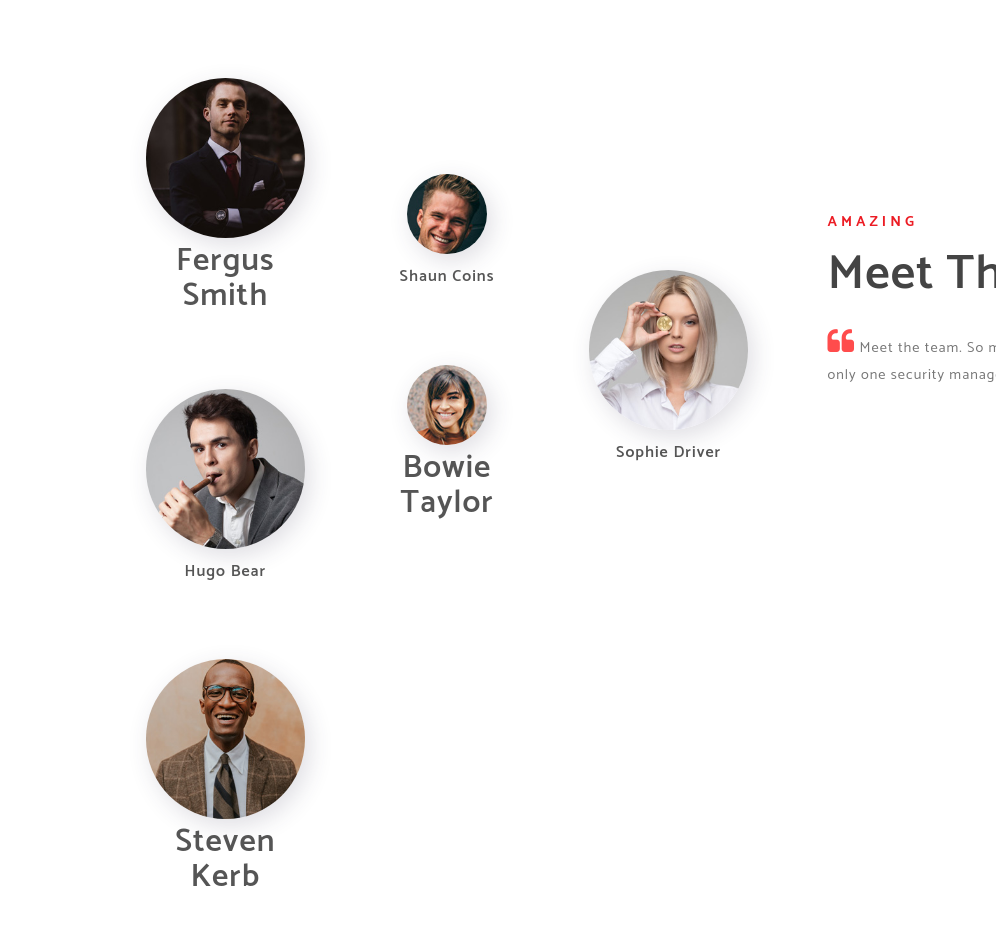 Fergus
Smith
Shaun Coins
Hugo Bear
Bowie
Taylor
Sophie Driver
Steven
Kerb
AMAZING
Meet Th
Meet the team. So m
only one security manag